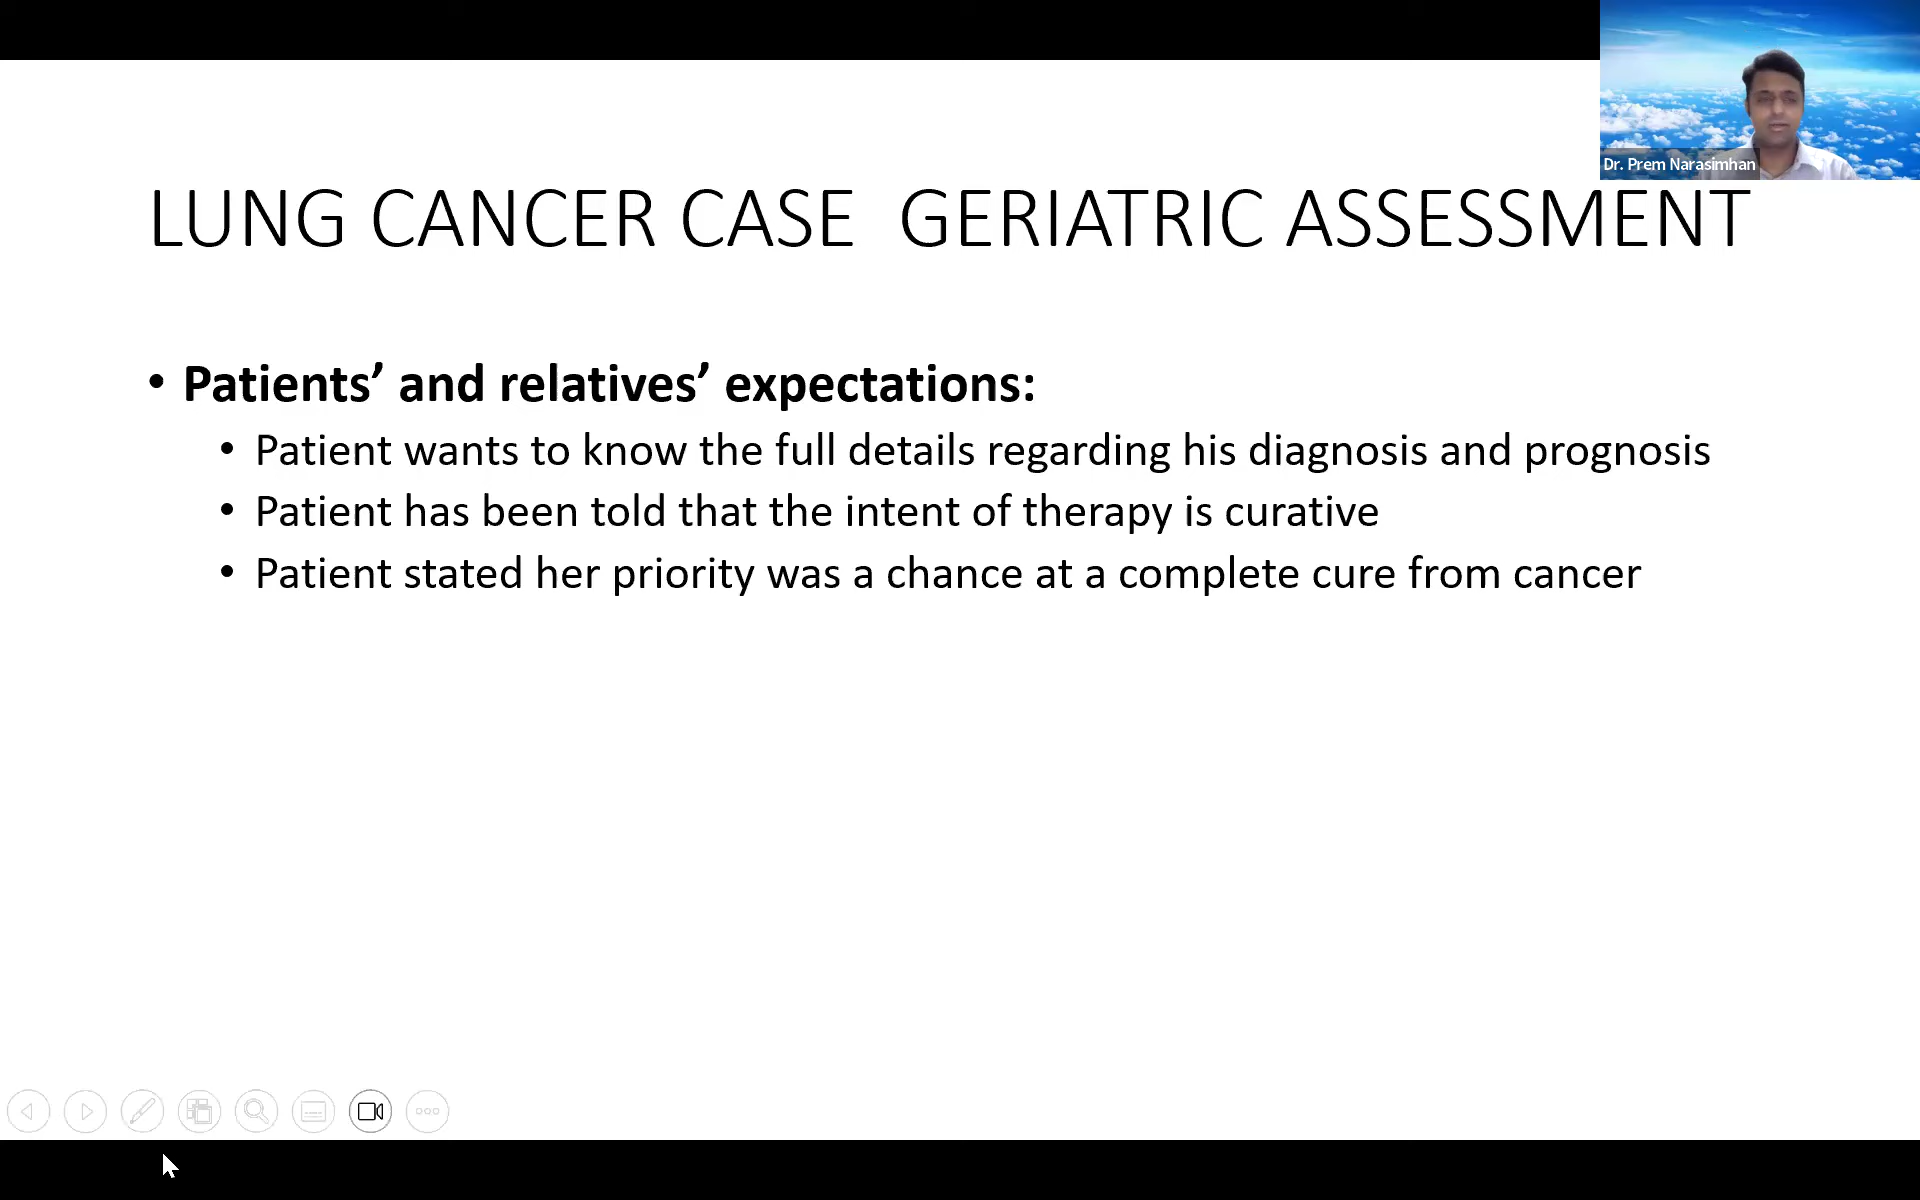 Dr. Prem Narasimhan
LUNG CANCER CASE GERIATRIC ASSESSMENT
• Patients’ and relatives’ expectations:
• Patient wants to know the full details regarding his diagnosis and prognosis
• Patient has been told that the intent of therapy is curative
• Patient stated her priority was a chance at a complete cure from cancer